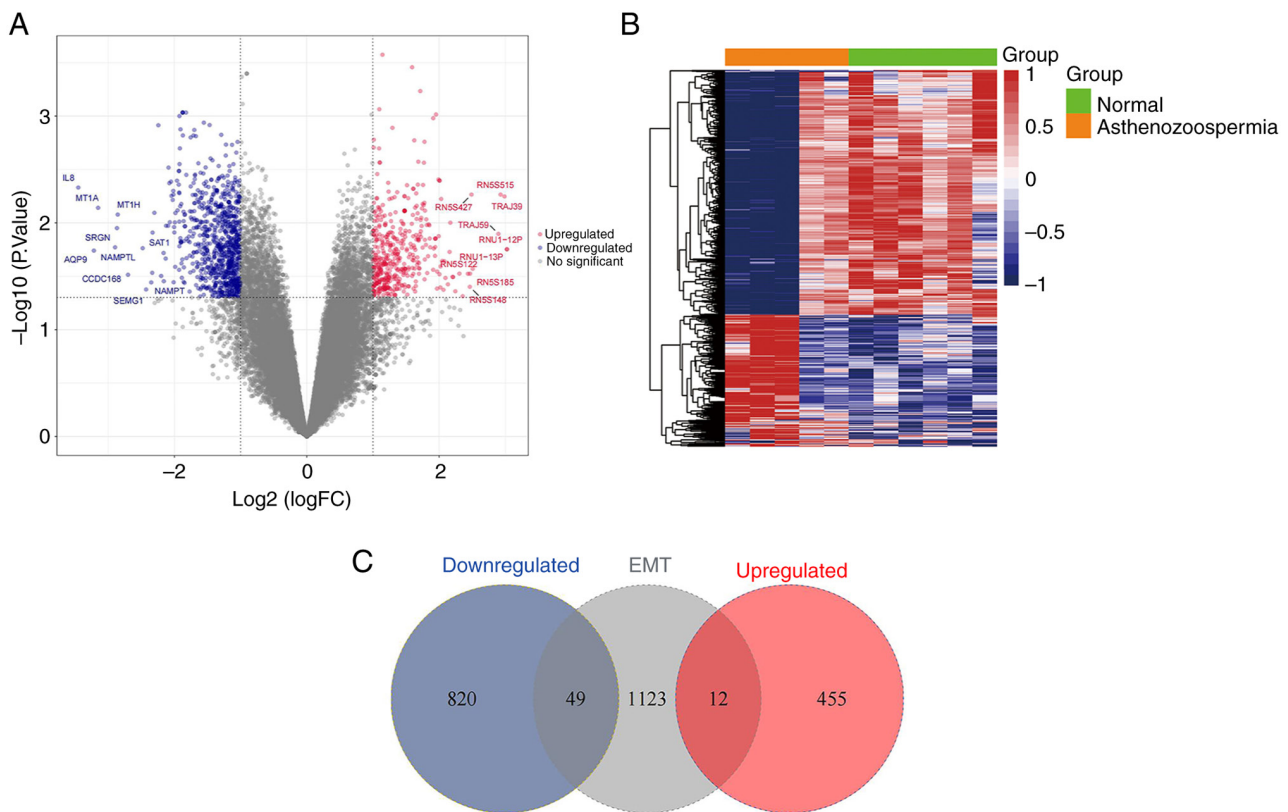 A
−Log10 (P.Value)
3
2
1
0
−2
0
2
Log2 (logFC)
IL8
MT1A
MT1H
SRGN
SAT1
AQP9
NAMPTL
CCDC168
NAMPT
SEMG1
RN5S515
RN5S427
TRAJ39
TRAJ59
RNU1−12P
RNU1−13P
RN5S122
RN5S185
RN5S148
Upregulated
Downregulated
No significant
B
Group
1
0.5
0
−0.5
−1
Group
Normal
Asthenozoospermia
C
Downregulated
EMT
Upregulated
820
49
1123
12
455